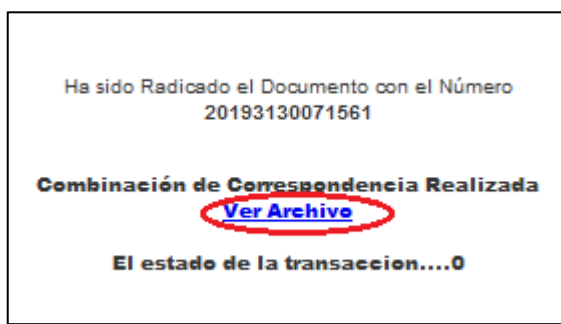 Ha sido Radicado el Documento con el Número
20193130071561
Combinación de Correspondencia Realizada
Ver Archivo
El estado de la transaccion....0